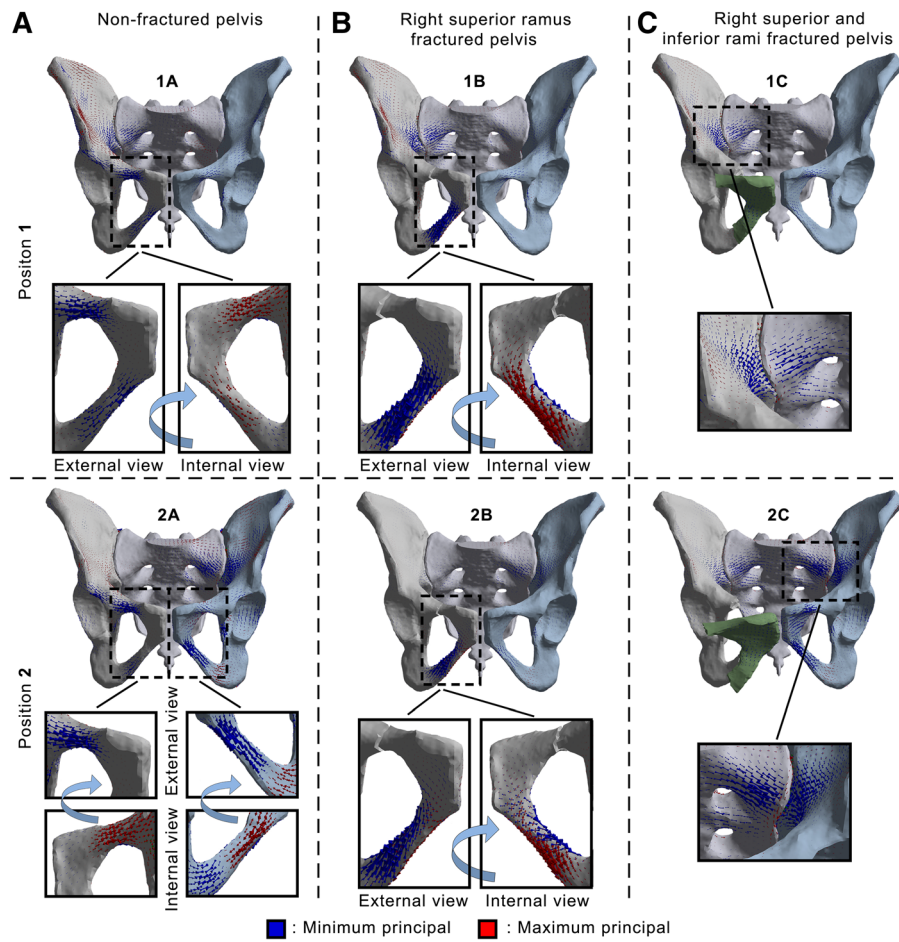 A
Non-fractured pelvis
B
Right superior ramus
fractured pelvis
C
Right superior and
inferior rami fractured pelvis
Positon 1
1A
1B
1C
External view
Internal view
External view
Internal view
Positon 2
2A
2B
2C
External view
Internal view
External view
Internal view
: Minimum principal
: Maximum principal